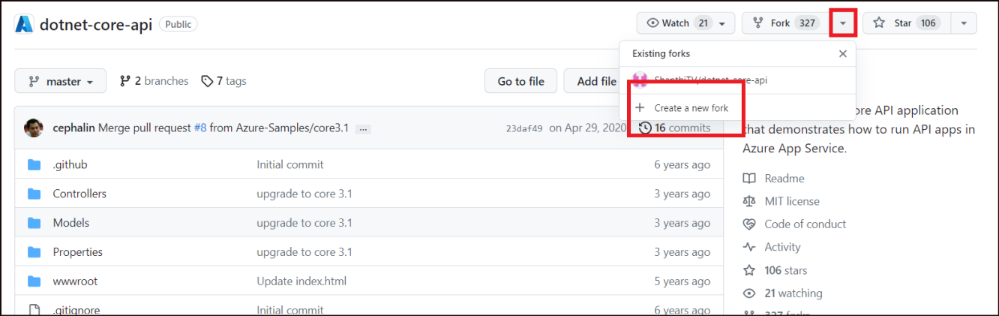 dotnet-core-api Public Watch 21 Fork 327 Star 106
Existing forks
ShanthiTV/dotnet-core-api
+ Create a new fork
master 2 branches 7 tags Go to file Add file
cephalin Merge pull request #8 from Azure-Samples/core3.1 ... 23daf49 on Apr 29, 2020 16 commits
.github Initial commit 6 years ago
Controllers upgrade to core 3.1 3 years ago
Models upgrade to core 3.1 3 years ago
Properties upgrade to core 3.1 3 years ago
wwwroot Update index.html 5 years ago
.gitignore Initial commit 6 years ago
ore API application
that demonstrates how to run API apps in
Azure App Service.
Readme
MIT license
Code of conduct
Activity
106 stars
21 watching
327 forks